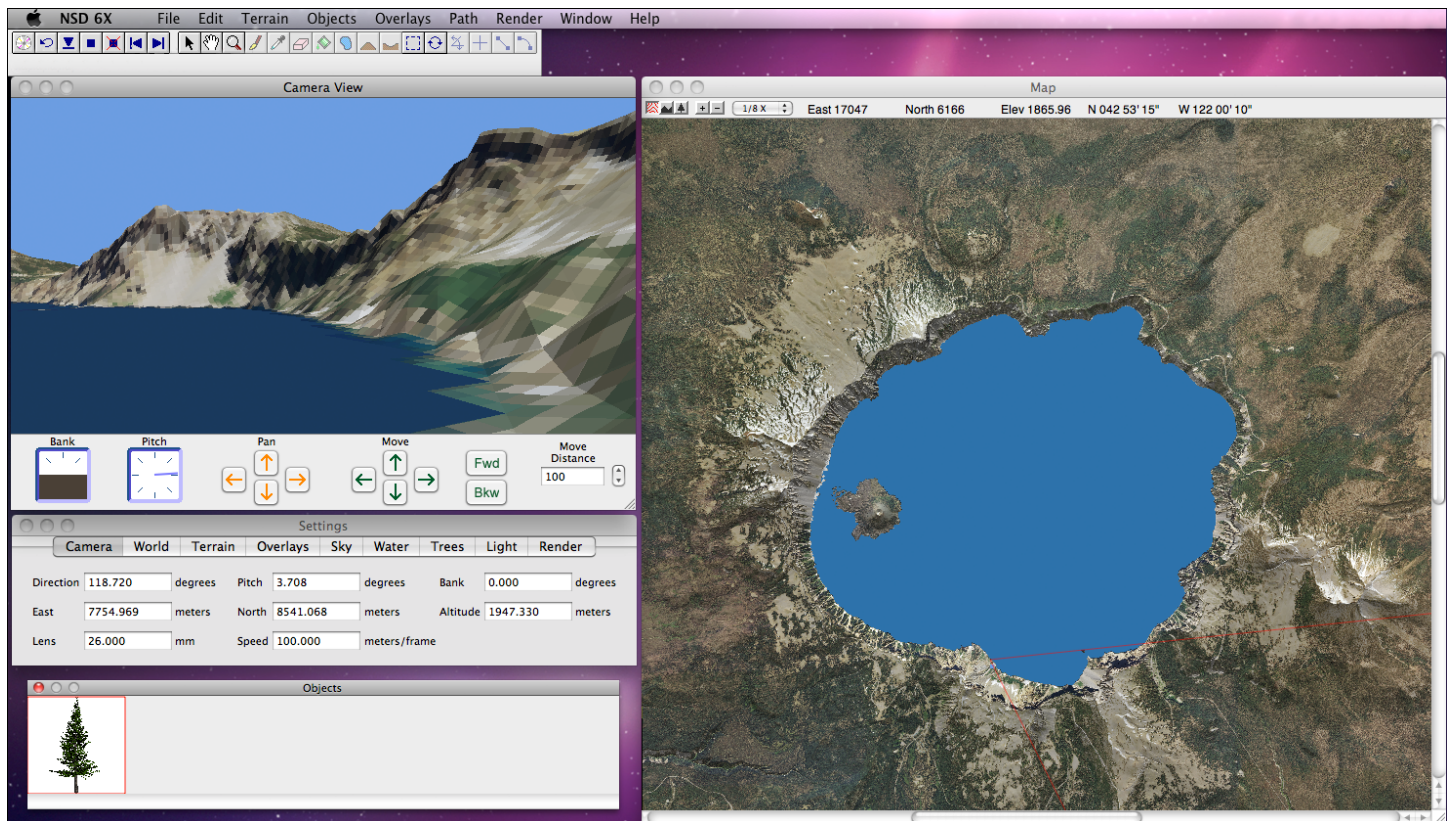 NSD 6X File Edit Terrain Objects Overlays Path Render Window Help
Camera View
Bank Pitch Pan Move Move Distance
Fwd
100
Bkw
Settings
Camera World Terrain Overlays Sky Water Trees Light Render
Direction 118.720 degrees Pitch 3.708 degrees Bank 0.000 degrees
East 7754.969 meters North 8541.068 meters Altitude 1947.330 meters
Lens 26.000 mm Speed 100.000 meters/frame
Objects
Map
1/8 X East 17047 North 6166 Elev 1865.96 N 042 53' 15" W 122 00' 10"